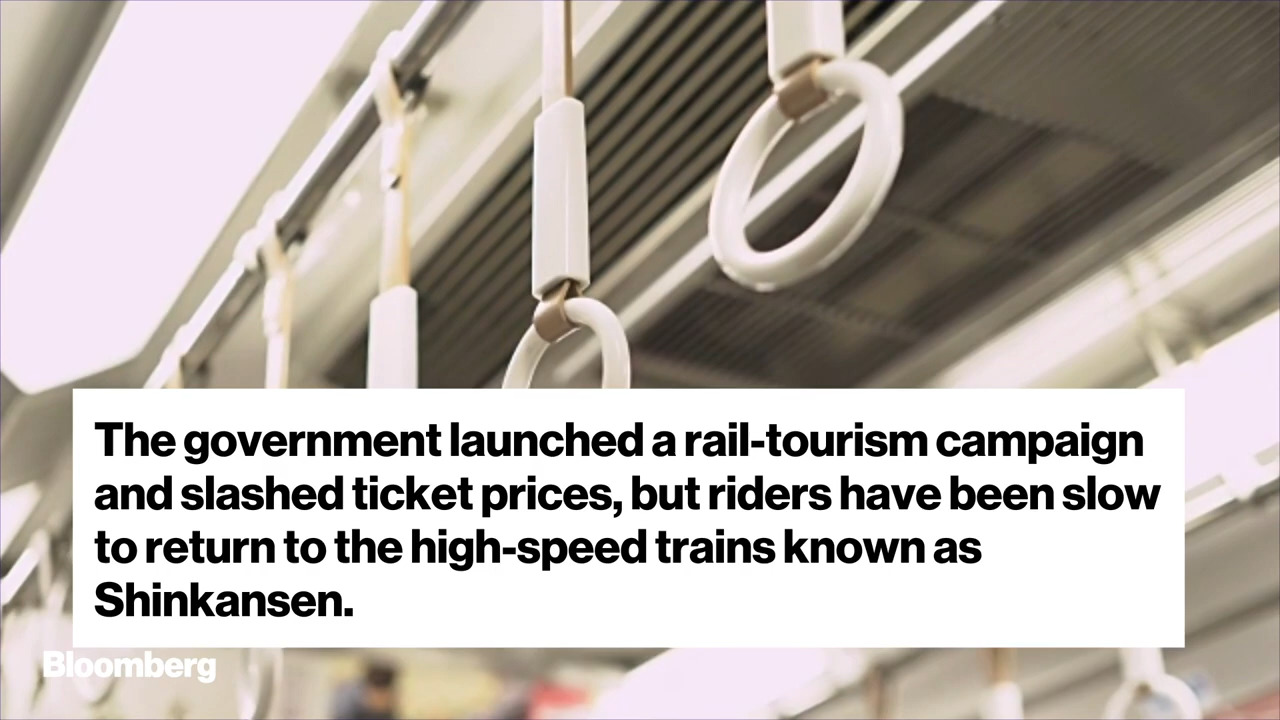 The government launched a rail-tourism campaign
and slashed ticket prices, but riders have been slow
to return to the high-speed trains known as
Shinkansen.
Bloomberg